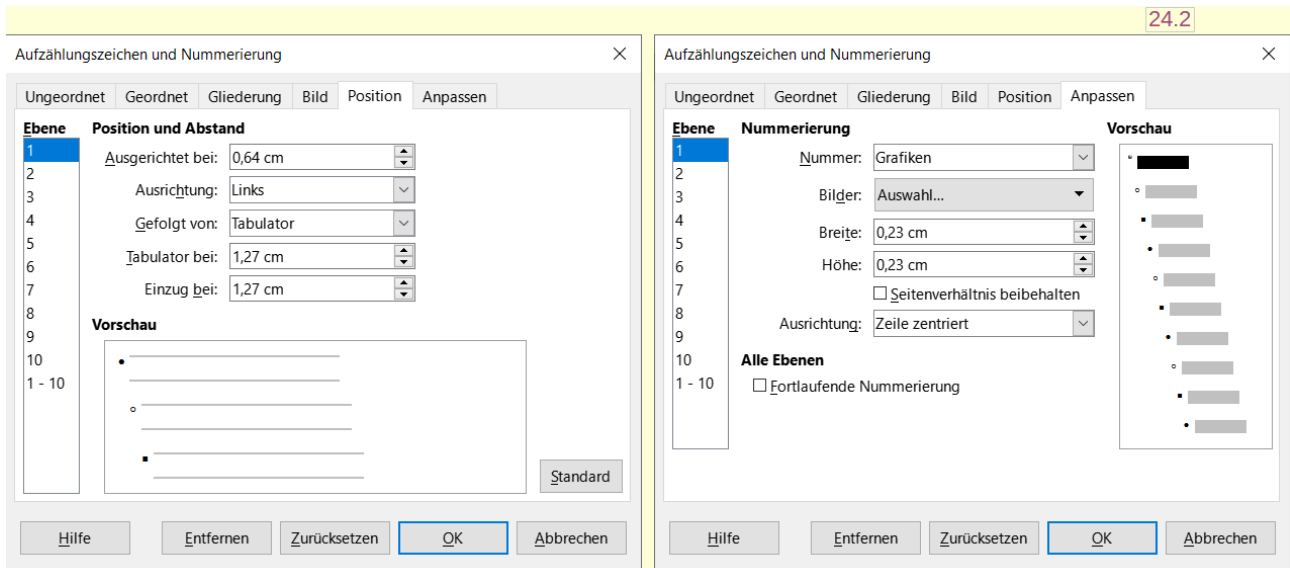 24.2
Aufzählungszeichen und Nummerierung
Ungeordnet Geordnet Gliederung Bild Position Anpassen
Ebene
1
2
3
4
5
6
7
8
9
10
1 - 10
Position und Abstand
Ausgerichtet bei: 0,64 cm
Ausrichtung: Links
Gefolgt von: Tabulator
Tabulator bei: 1,27 cm
Einzug bei: 1,27 cm
Vorschau
Standard
Hilfe Entfernen Zurücksetzen OK Abbrechen
Aufzählungszeichen und Nummerierung
Ungeordnet Geordnet Gliederung Bild Position Anpassen
Ebene
1
2
3
4
5
6
7
8
9
10
1 - 10
Nummerierung
Nummer: Grafiken
Bilder: Auswahl...
Breite: 0,23 cm
Höhe: 0,23 cm
Seitenverhältnis beibehalten
Ausrichtung: Zeile zentriert
Alle Ebenen
Fortlaufende Nummerierung
Vorschau
Hilfe Entfernen Zurücksetzen OK Abbrechen